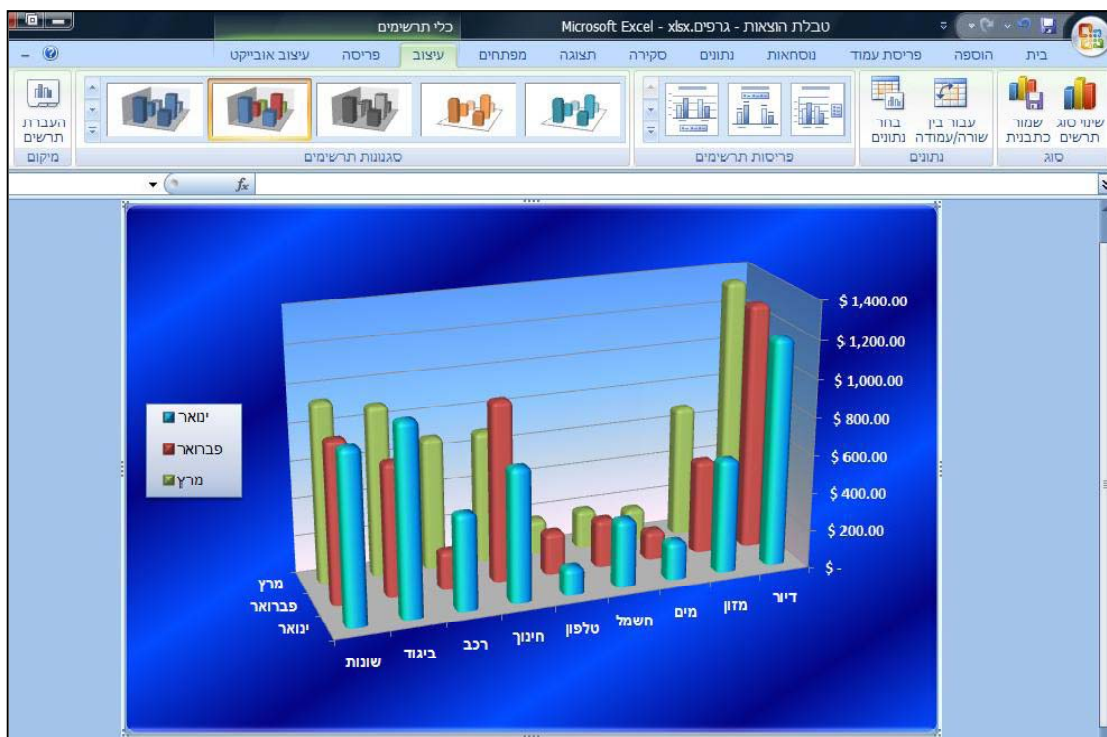 טבלת הוצאות - גרפים.xlsx - Microsoft Excel
כלי תרשימים
בית הוספה פריסת עמוד נוסחאות נתונים סקירה תצוגה מפתחים עיצוב פריסה עיצוב אובייקט
שינוי סוג תרשים
שמור כתבנית
סוג
עבור בין שורה/עמודה
בחר נתונים
נתונים
פריסות תרשימים
סגנונות תרשימים
העברת תרשים
מיקום
fx
$ 1,400.00
$ 1,200.00
$ 1,000.00
$ 800.00
$ 600.00
$ 400.00
$ 200.00
$ -
ינואר
פברואר
מרץ
מרץ
פברואר
ינואר
דיור
מזון
מים
חשמל
טלפון
חינוך
רכב
ביגוד
שונות